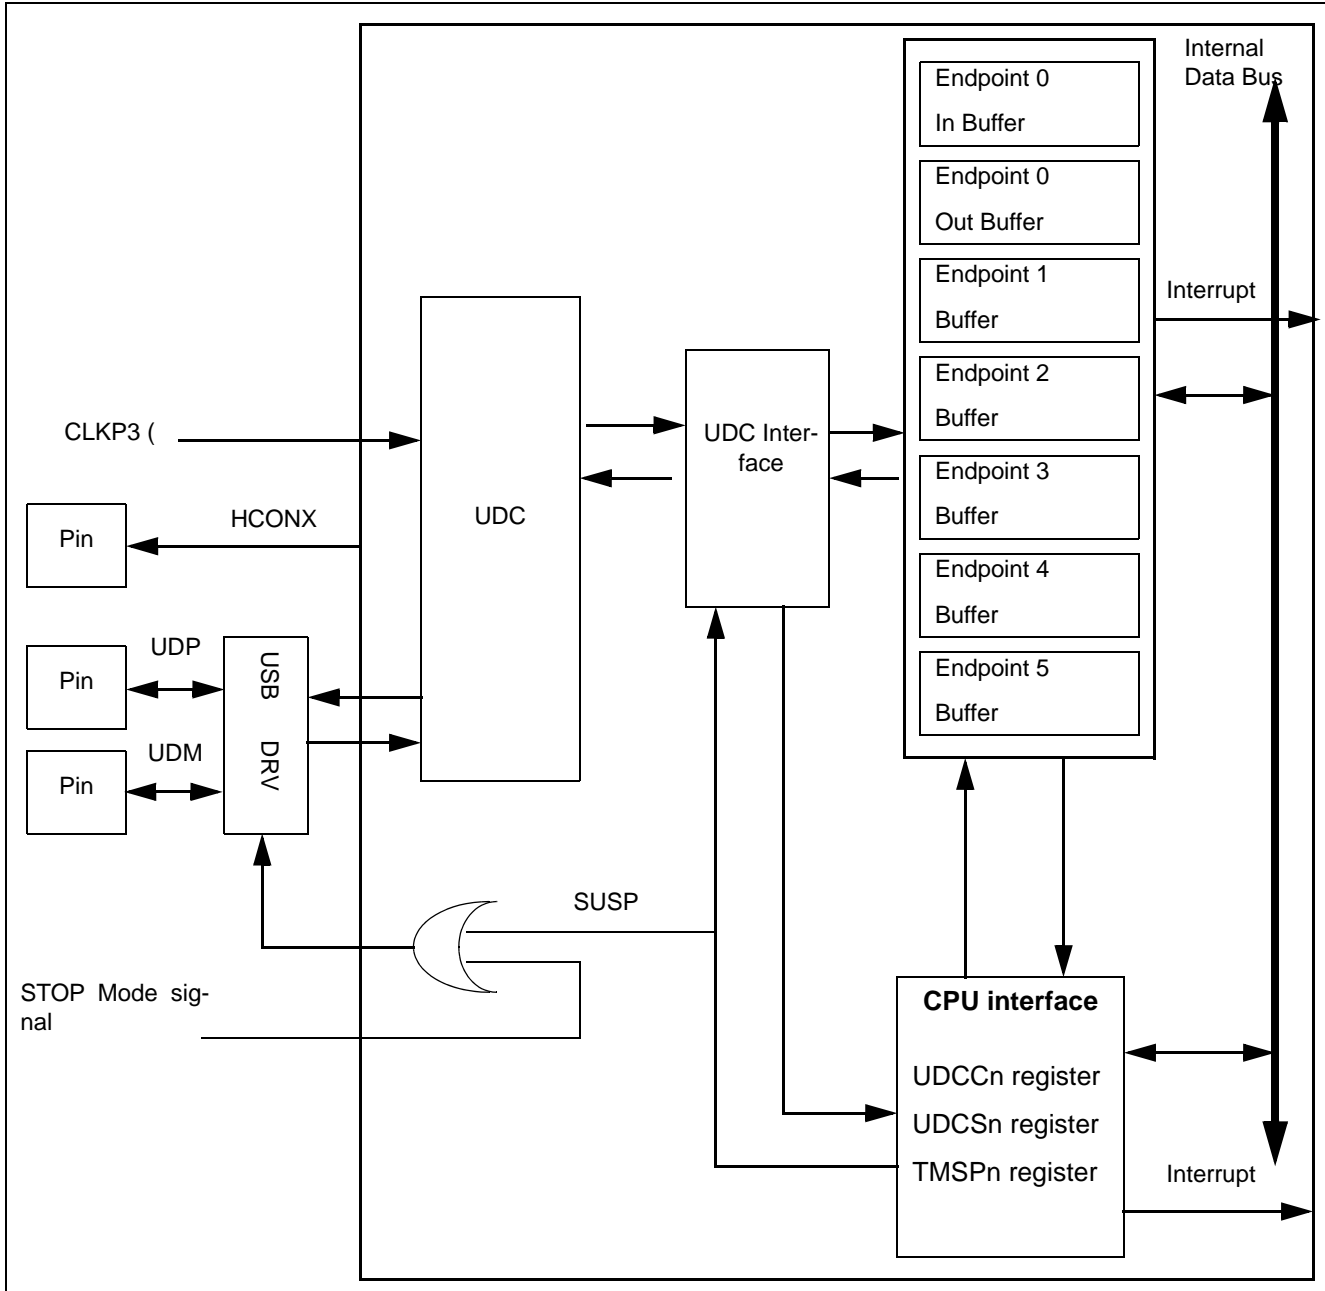 Internal
Data Bus
Endpoint 0
In Buffer
Endpoint 0
Out Buffer
Endpoint 1
Buffer
Interrupt
Endpoint 2
Buffer
CLKP3 (
UDC Inter-
face
Endpoint 3
Buffer
HCONX
UDC
Pin
Endpoint 4
Buffer
UDP
Pin
USB DRV
Endpoint 5
Buffer
UDM
Pin
SUSP
STOP Mode sig-
nal
CPU interface
UDCCn register
UDCSn register
TMSPn register
Interrupt